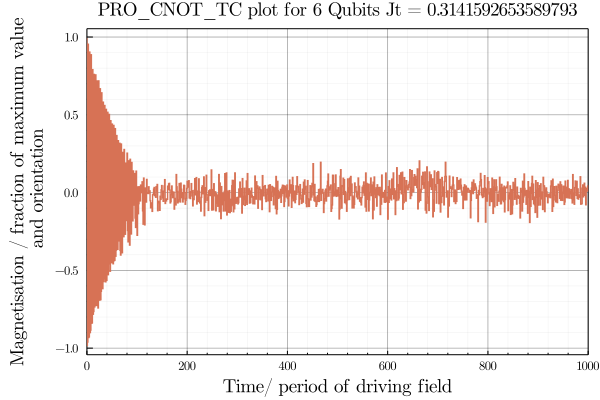 PRO_CNOT_TC plot for 6 Qubits Jt = 0.3141592653589793
Magnetisation / fraction of maximum value
and orientation
1.0
0.5
0.0
−0.5
−1.0
0 200 400 600 800 1000
Time/ period of driving field